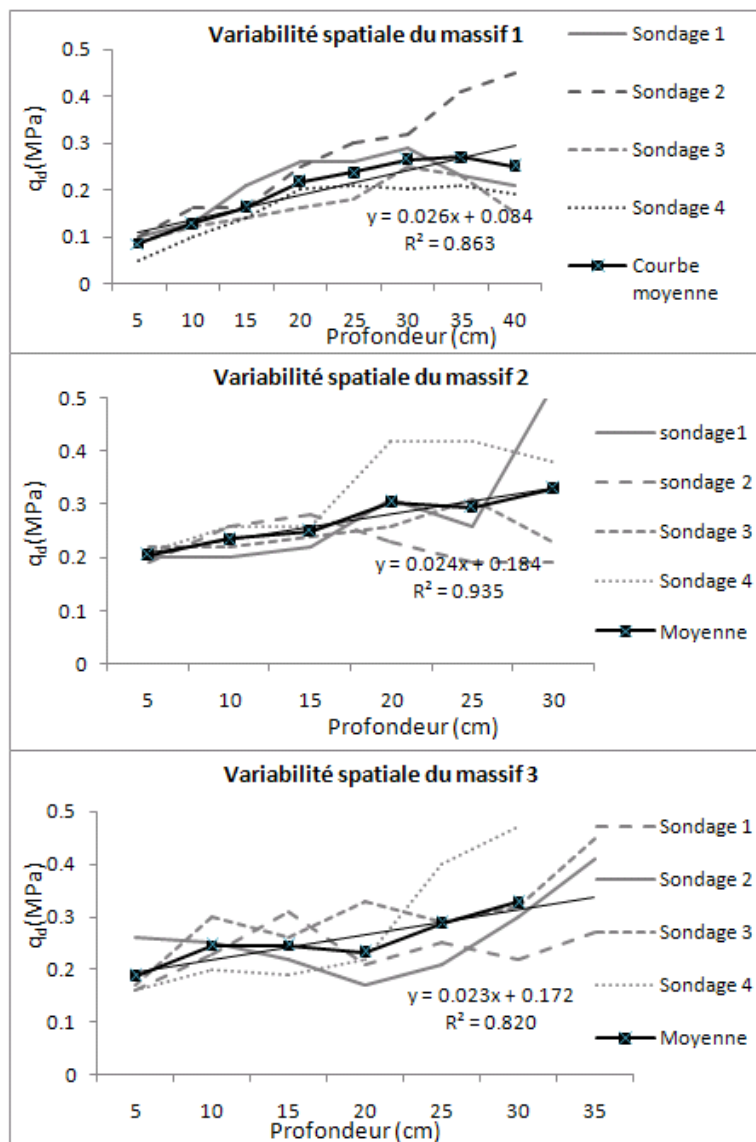 Variabilité spatiale du massif 1
0.5
0.4
0.3
0.2
0.1
0
q_d(MPa)
5 10 15 20 25 30 35 40
Profondeur (cm)
y = 0.026x + 0.084
R² = 0.863
Sondage 1
Sondage 2
Sondage 3
Sondage 4
Courbe
moyenne
Variabilité spatiale du massif 2
0.5
0.4
0.3
0.2
0.1
0
q_d(MPa)
5 10 15 20 25 30
Profondeur (cm)
y = 0.024x + 0.184
R² = 0.935
sondage1
sondage 2
Sondage 3
Sondage 4
Moyenne
Variabilité spatiale du massif 3
0.5
0.4
0.3
0.2
0.1
0
q_d(MPa)
5 10 15 20 25 30 35
Profondeur (cm)
y = 0.023x + 0.172
R² = 0.820
Sondage 1
Sondage 2
Sondage 3
Sondage 4
Moyenne